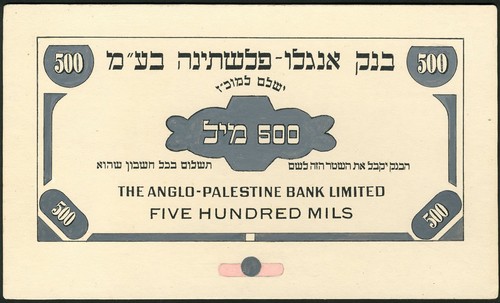 500 בנק אנגלו-פלשתינה בע״מ 500
ישלם למוכ״ז
500 מיל
הבנק יקבל את השטר הזה לשם תשלום בכל חשבון שהוא
THE ANGLO-PALESTINE BANK LIMITED
FIVE HUNDRED MILS
500 500